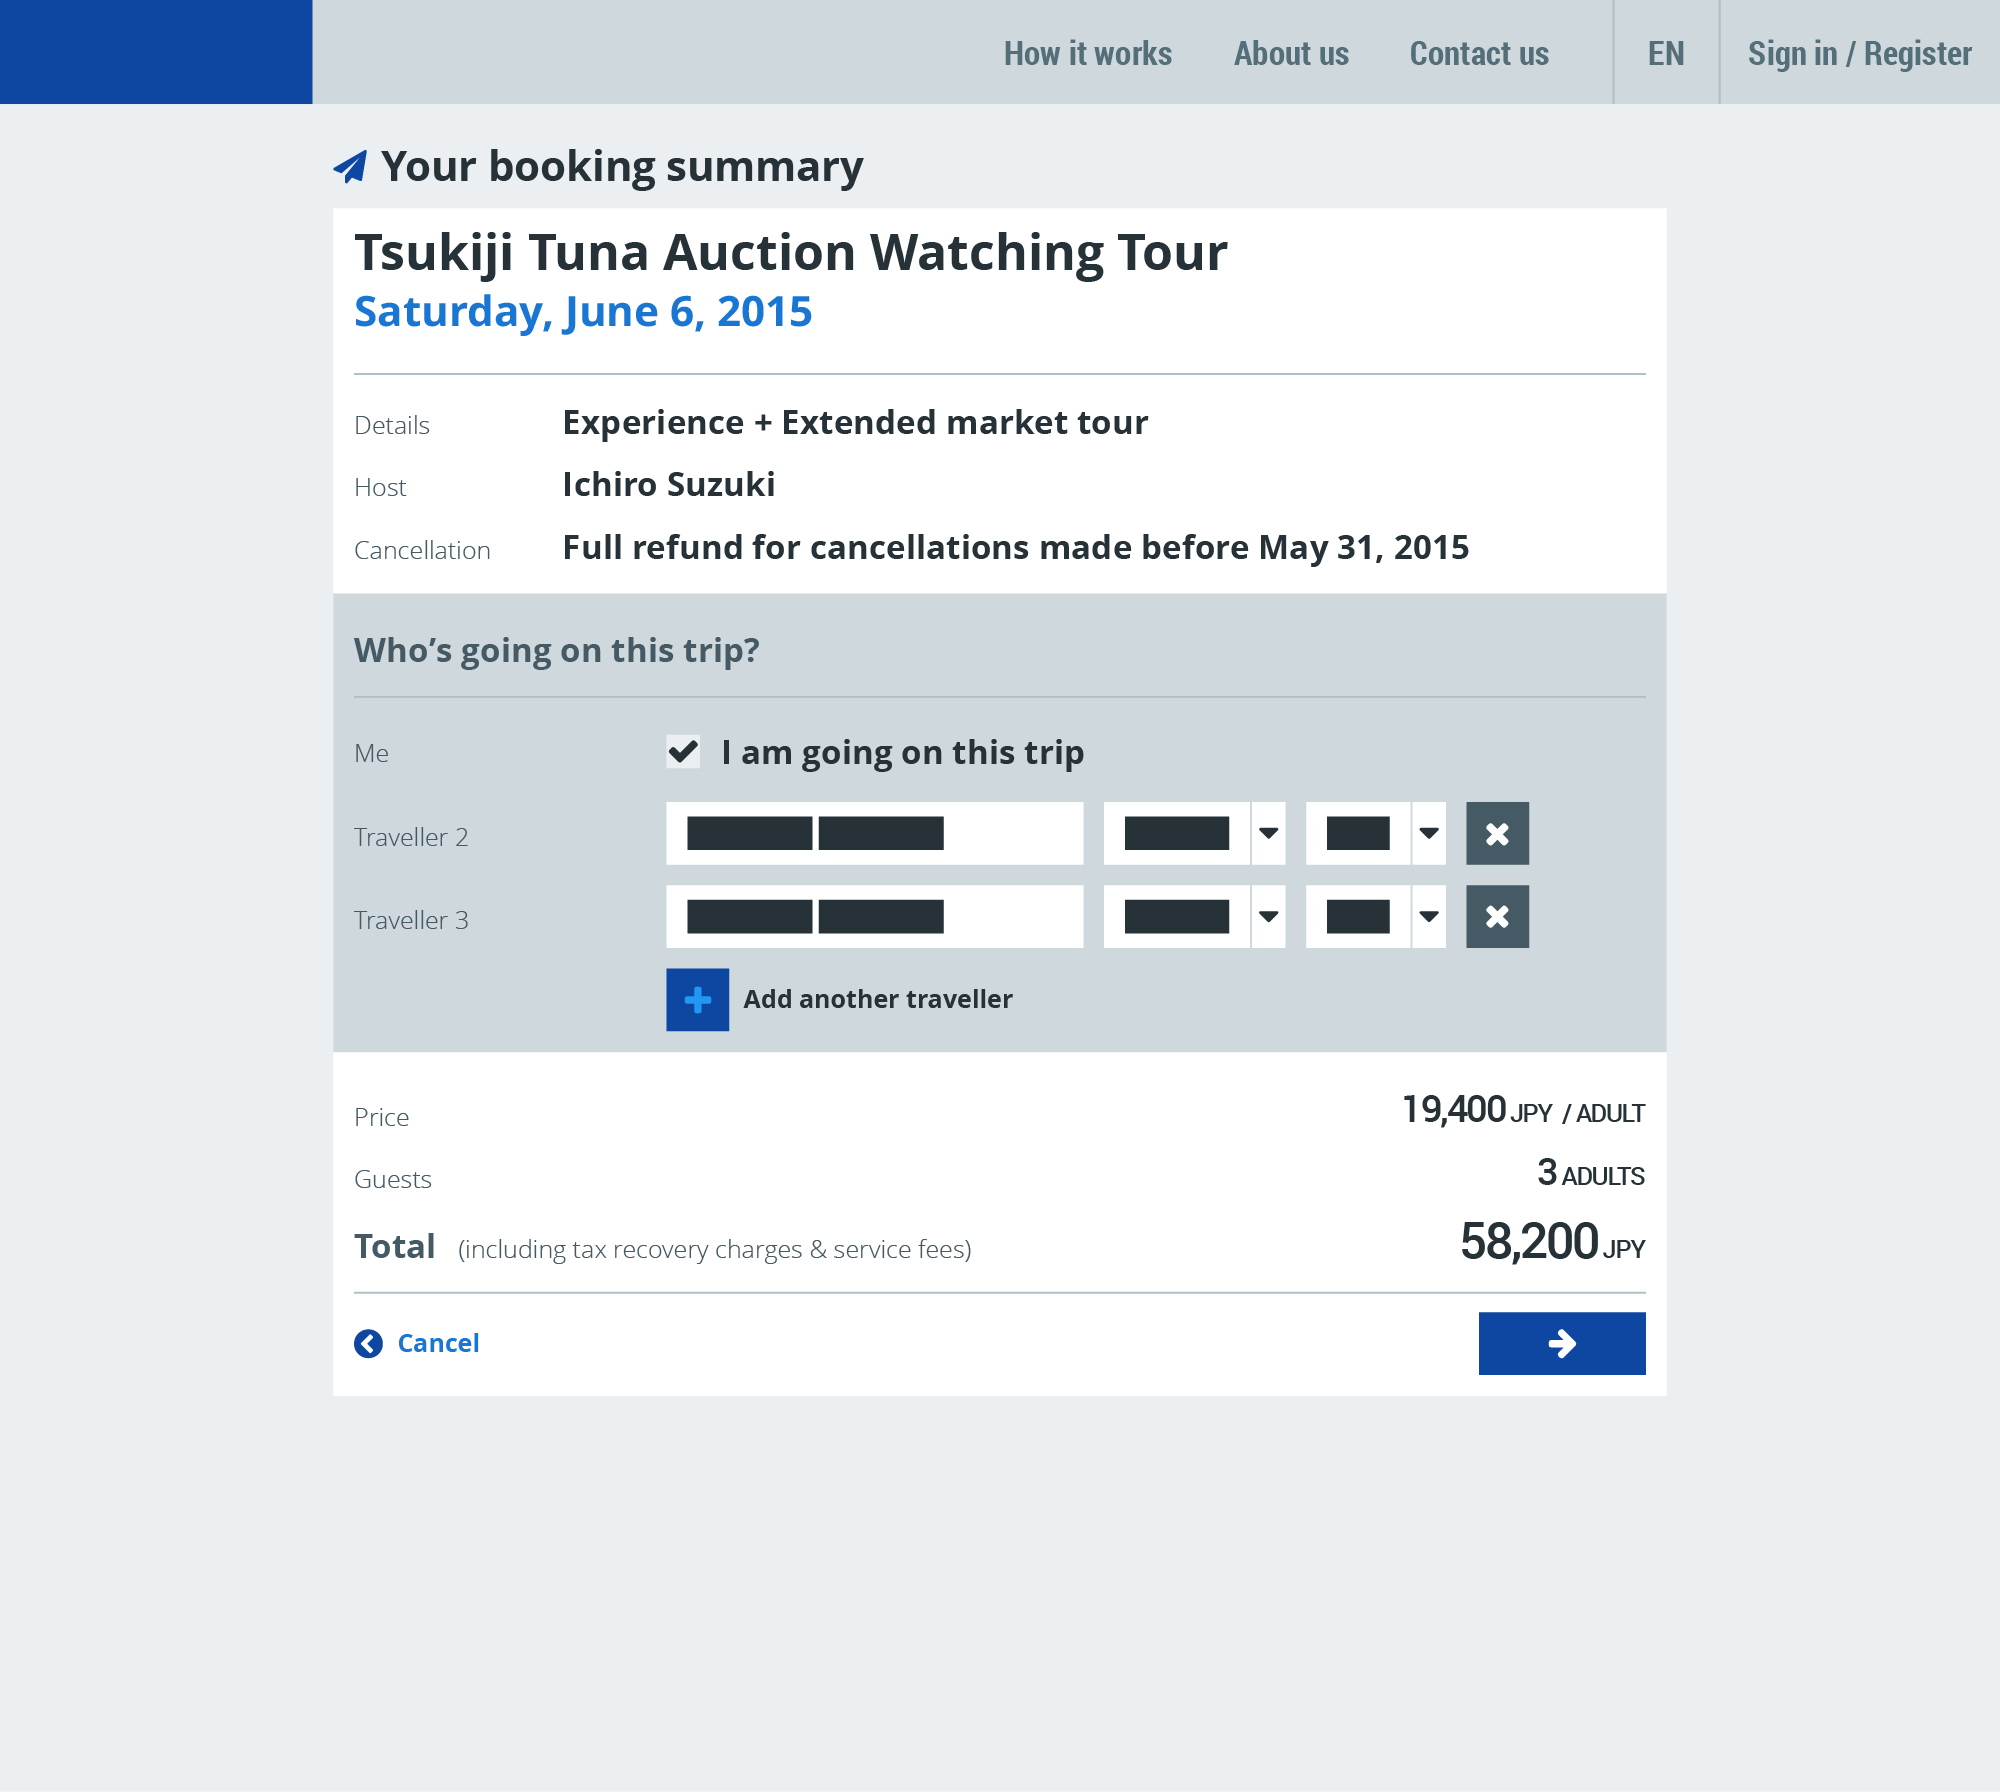 How it works About us Contact us EN Sign in / Register
Your booking summary
Tsukiji Tuna Auction Watching Tour
Saturday, June 6, 2015
Details Experience + Extended market tour
Host Ichiro Suzuki
Cancellation Full refund for cancellations made before May 31, 2015
Who’s going on this trip?
Me I am going on this trip
Traveller 2
Traveller 3
Add another traveller
Price 19,400 JPY / ADULT
Guests 3 ADULTS
Total (including tax recovery charges & service fees) 58,200 JPY
Cancel